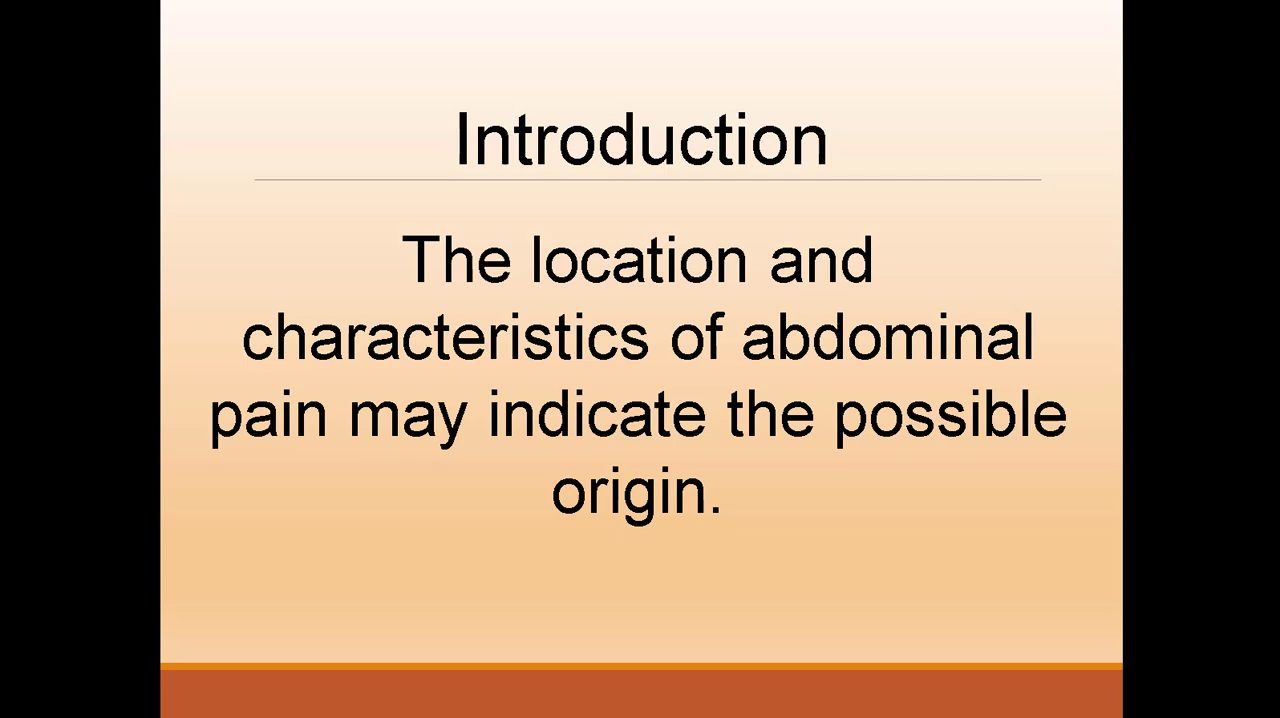 Introduction
The location and
characteristics of abdominal
pain may indicate the possible
origin.